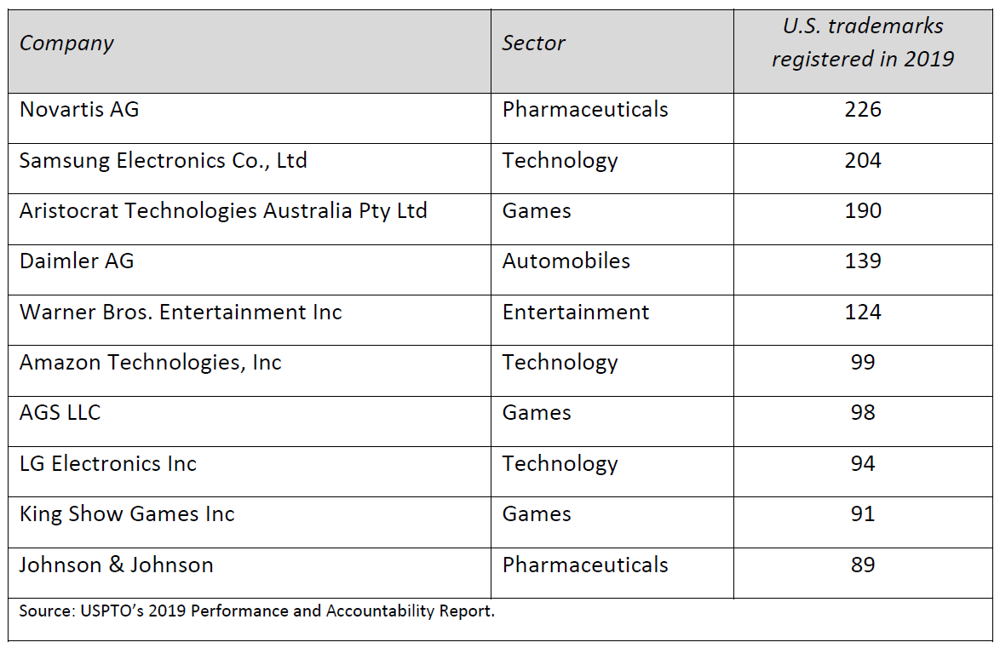 Company Sector U.S. trademarks
registered in 2019
Novartis AG Pharmaceuticals 226
Samsung Electronics Co., Ltd Technology 204
Aristocrat Technologies Australia Pty Ltd Games 190
Daimler AG Automobiles 139
Warner Bros. Entertainment Inc Entertainment 124
Amazon Technologies, Inc Technology 99
AGS LLC Games 98
LG Electronics Inc Technology 94
King Show Games Inc Games 91
Johnson & Johnson Pharmaceuticals 89
Source: USPTO’s 2019 Performance and Accountability Report.